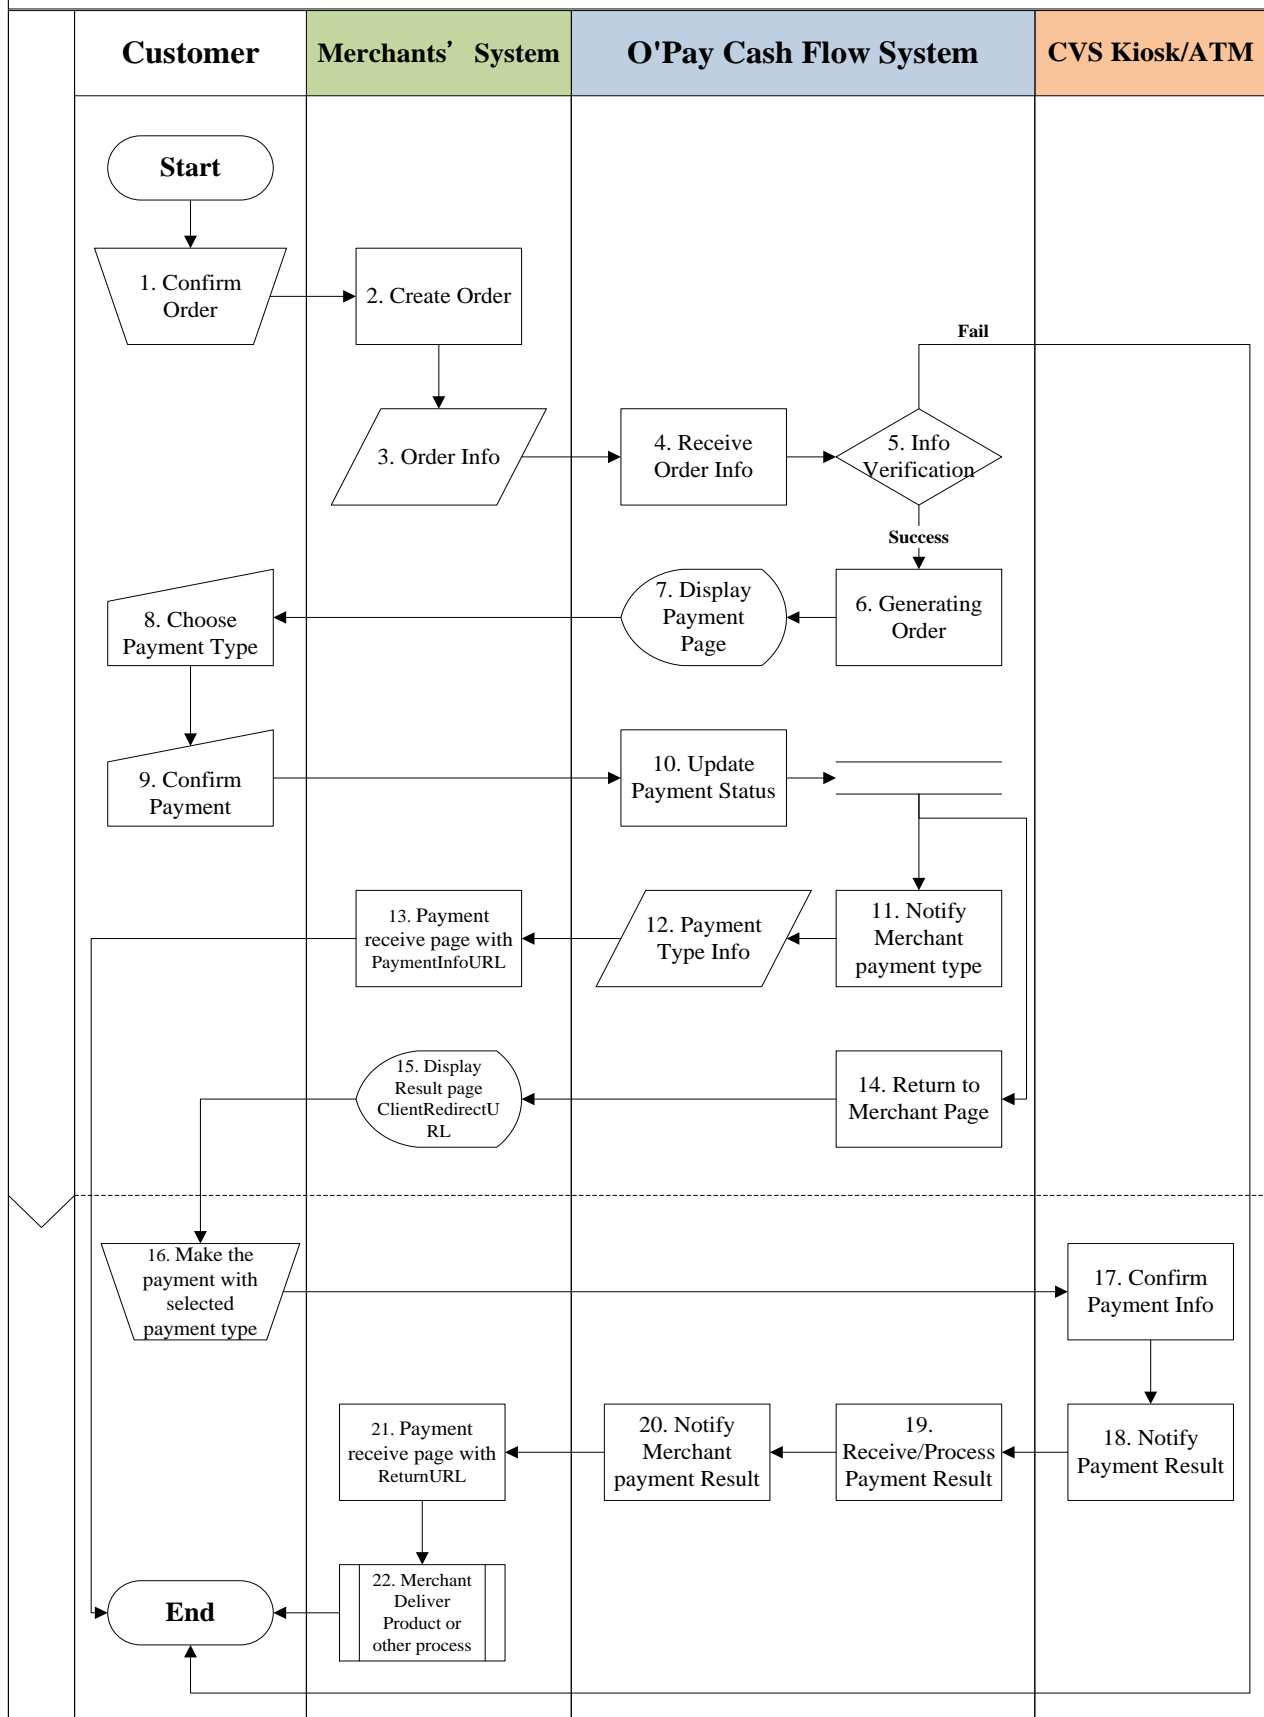 Customer
Merchants’ System
O'Pay Cash Flow System
CVS Kiosk/ATM
Start
1. Confirm
Order
2. Create Order
Fail
3. Order Info
4. Receive
Order Info
5. Info
Verification
Success
8. Choose
Payment Type
7. Display
Payment
Page
6. Generating
Order
9. Confirm
Payment
10. Update
Payment Status
13. Payment
receive page with
PaymentInfoURL
12. Payment
Type Info
11. Notify
Merchant
payment type
15. Display
Result page
ClientRedirectU
RL
14. Return to
Merchant Page
16. Make the
payment with
selected
payment type
17. Confirm
Payment Info
21. Payment
receive page with
ReturnURL
20. Notify
Merchant
payment Result
19.
Receive/Process
Payment Result
18. Notify
Payment Result
End
22. Merchant
Deliver
Product or
other process